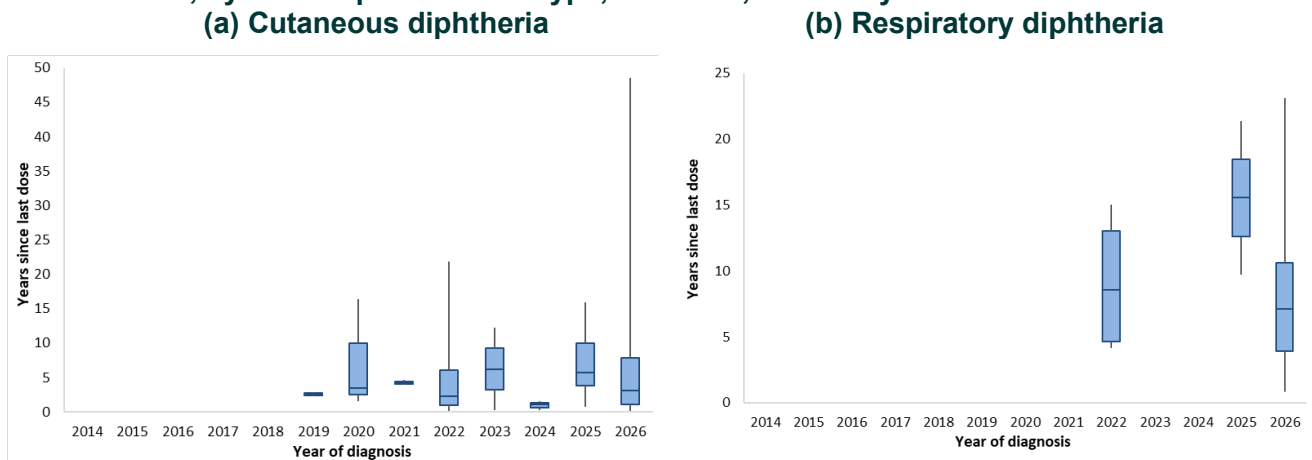 (a) Cutaneous diphtheria
(b) Respiratory diphtheria
50
45
40
35
30
25
20
15
10
5
0
Years since last dose
2014 2015 2016 2017 2018 2019 2020 2021 2022 2023 2024 2025 2026
Year of diagnosis
25
20
15
10
5
0
Years since last dose
2014 2015 2016 2017 2018 2019 2020 2021 2022 2023 2024 2025 2026
Year of diagnosis